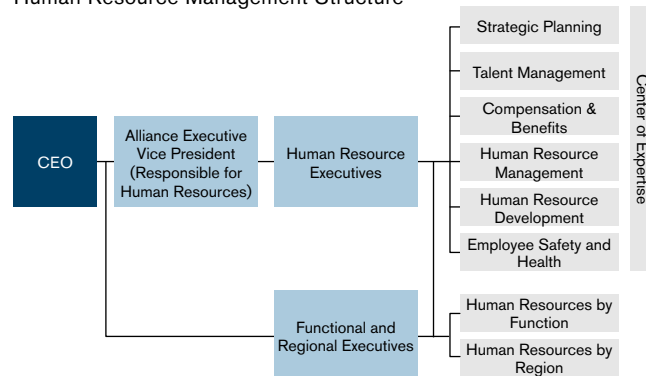 Human Resource Management Structure
CEO
Alliance Executive
Vice President
(Responsible for
Human Resources)
Human Resource
Executives
Functional and
Regional Executives
Strategic Planning
Talent Management
Compensation &
Benefits
Human Resource
Management
Human Resource
Development
Employee Safety and
Health
Human Resources by
Function
Human Resources by
Region
Center of Expertise